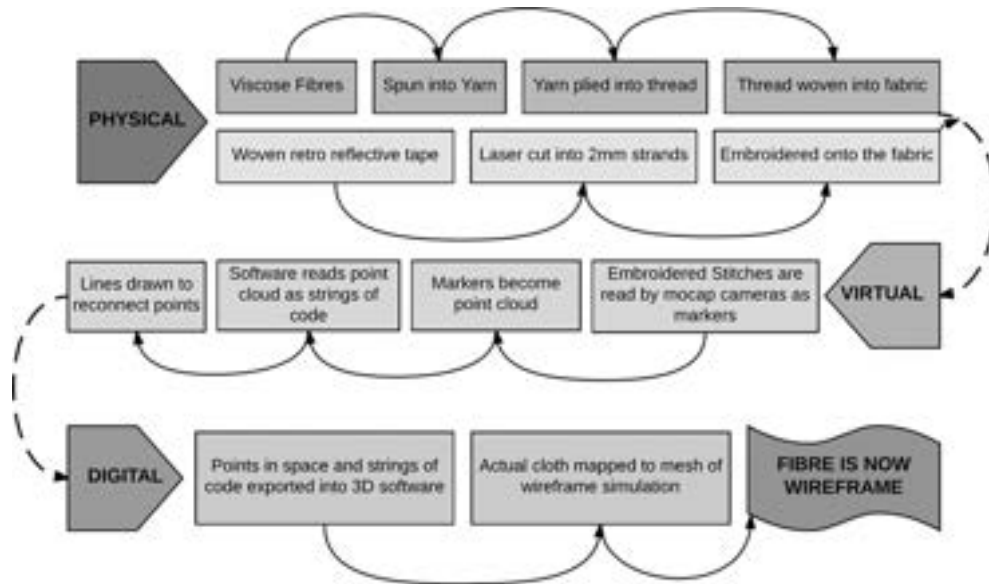 PHYSICAL
Viscose Fibres
Spun into Yarn
Yarn plied into thread
Thread woven into fabric
Woven retro reflective tape
Laser cut into 2mm strands
Embroidered onto the fabric
VIRTUAL
Embroidered Stitches are
read by mocap cameras as
markers
Markers become
point cloud
Software reads point
cloud as strings of
code
Lines drawn to
reconnect points
DIGITAL
Points in space and strings of
code exported into 3D software
Actual cloth mapped to mesh of
wireframe simulation
FIBRE IS NOW
WIREFRAME